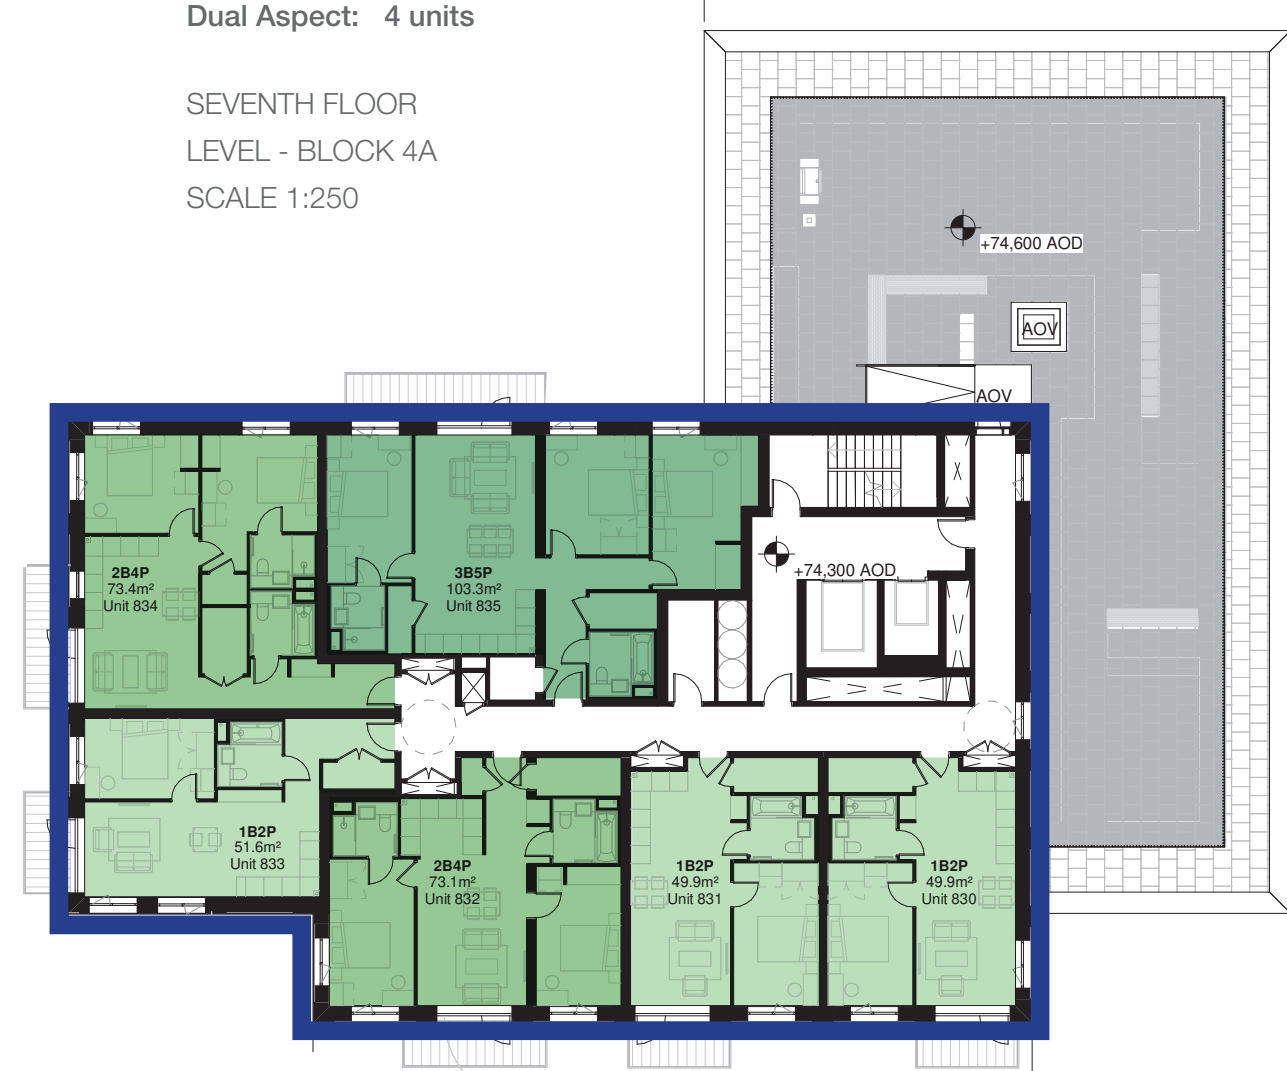 Dual Aspect: 4 units
SEVENTH FLOOR
LEVEL - BLOCK 4A
SCALE 1:250
+74,600 AOD
AOV
AOV
2B4P
73.4m²
Unit 834
3B5P
103.3m²
Unit 835
+74,300 AOD
1B2P
51.6m²
Unit 833
2B4P
73.1m²
Unit 832
1B2P
49.9m²
Unit 831
1B2P
49.9m²
Unit 830